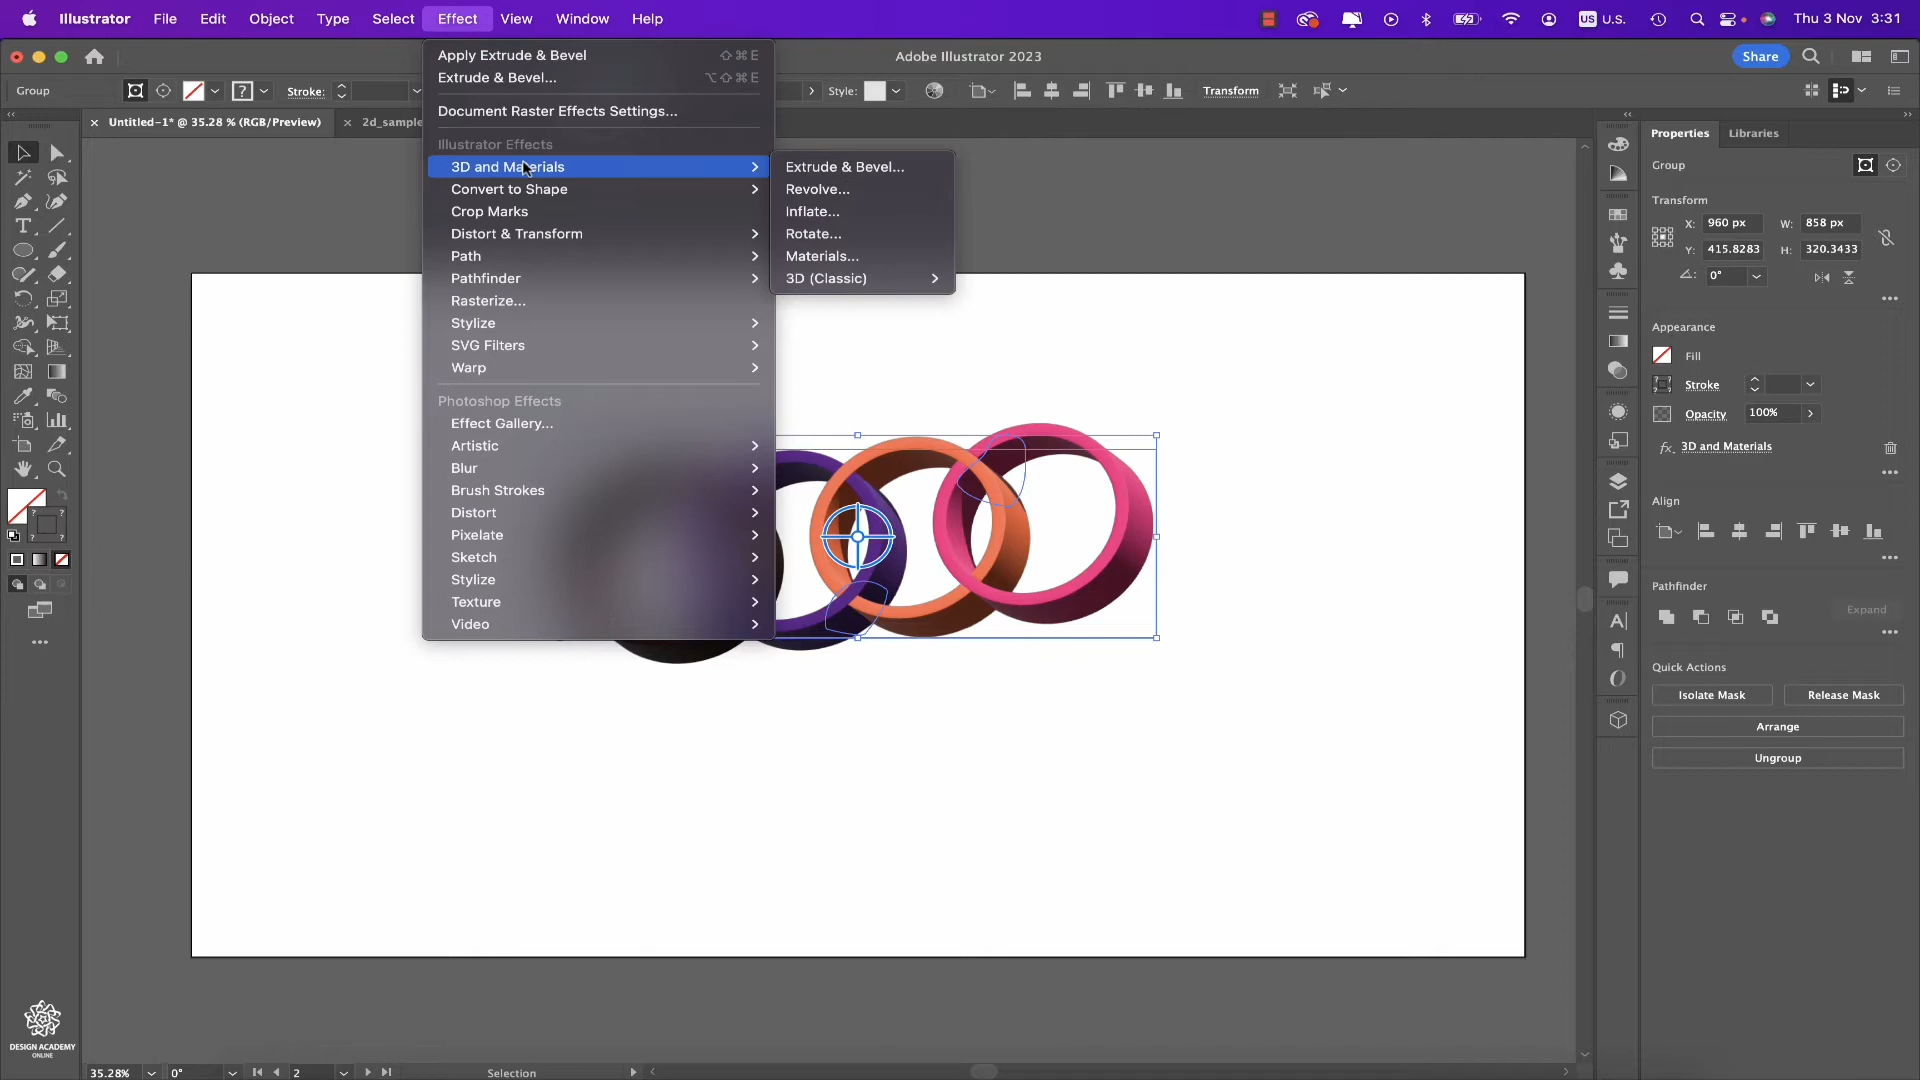 Illustrator File Edit Object Type Select Effect View Window Help
US U.S. Thu 3 Nov 3:31
Adobe Illustrator 2023
Share
Group
Stroke:
Style:
Transform
Untitled-1* @ 35.28 % (RGB/Preview)
2d_sample
Apply Extrude & Bevel ⇧⌘E
Extrude & Bevel... ⌥⇧⌘E
Document Raster Effects Settings...
Illustrator Effects
3D and Materials
Convert to Shape
Crop Marks
Distort & Transform
Path
Pathfinder
Rasterize...
Stylize
SVG Filters
Warp
Photoshop Effects
Effect Gallery...
Artistic
Blur
Brush Strokes
Distort
Pixelate
Sketch
Stylize
Texture
Video
Extrude & Bevel...
Revolve...
Inflate...
Rotate...
Materials...
3D (Classic)
Properties
Libraries
Group
Transform
X: 960 px W: 858 px
Y: 415.8283 H: 320.3433
0°
Appearance
Fill
Stroke
Opacity 100%
fx. 3D and Materials
Align
Pathfinder
Expand
Quick Actions
Isolate Mask
Release Mask
Arrange
Ungroup
DESIGN ACADEMY
ONLINE
35.28% 0° 2 Selection